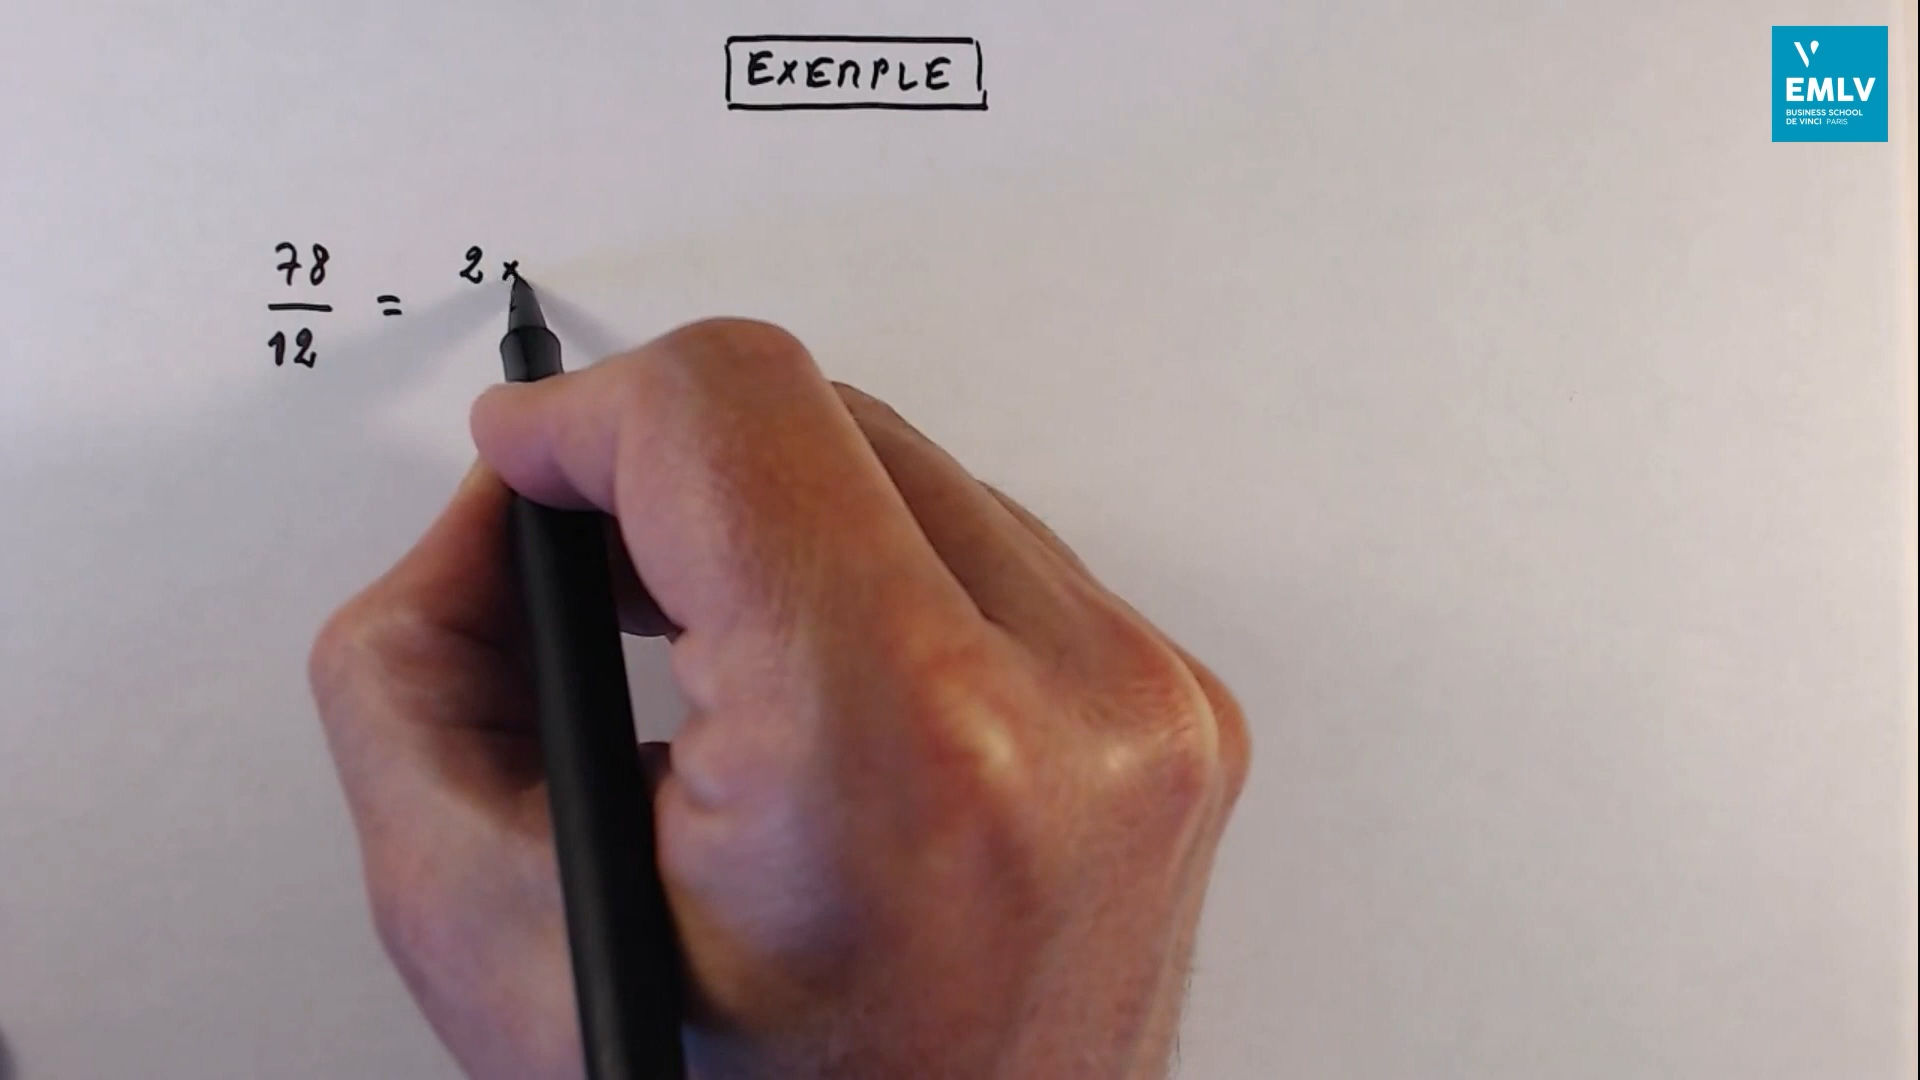 EXEMPLE
EMLV
BUSINESS SCHOOL
DE VINCI PARIS
78
12
=
2 ×